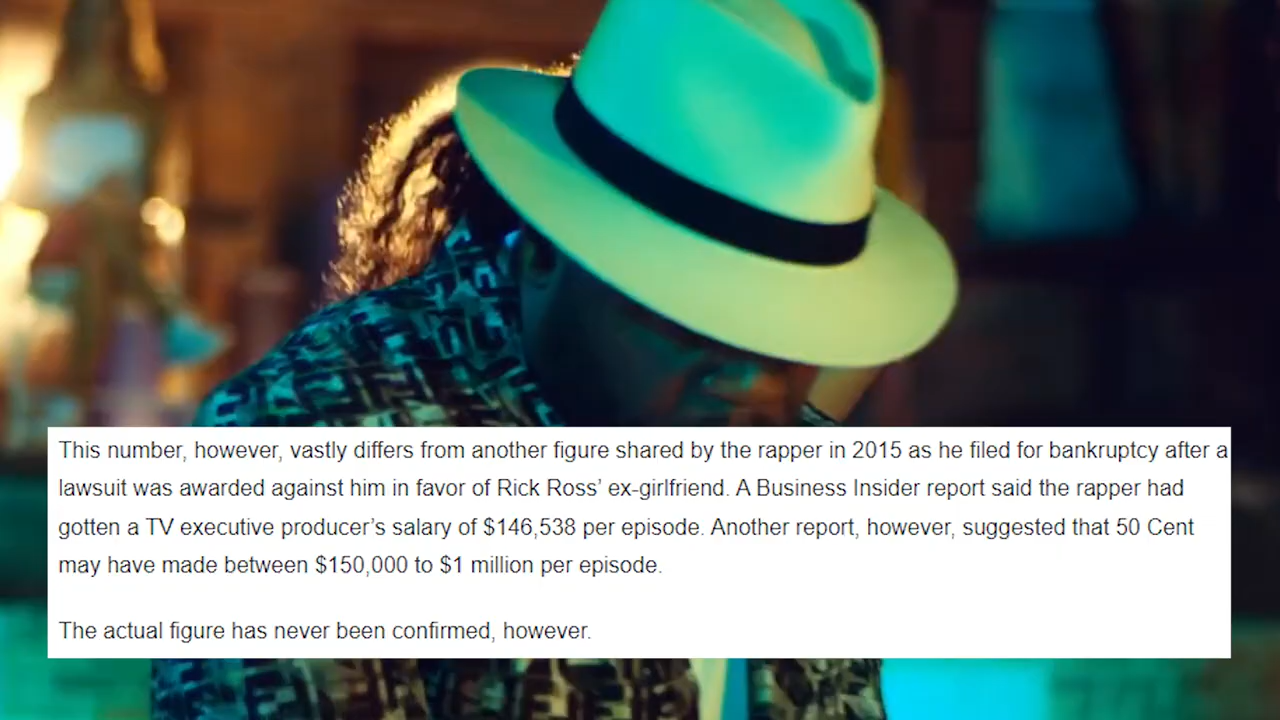 This number, however, vastly differs from another figure shared by the rapper in 2015 as he filed for bankruptcy after a
lawsuit was awarded against him in favor of Rick Ross’ ex-girlfriend. A Business Insider report said the rapper had
gotten a TV executive producer’s salary of $146,538 per episode. Another report, however, suggested that 50 Cent
may have made between $150,000 to $1 million per episode.
The actual figure has never been confirmed, however.